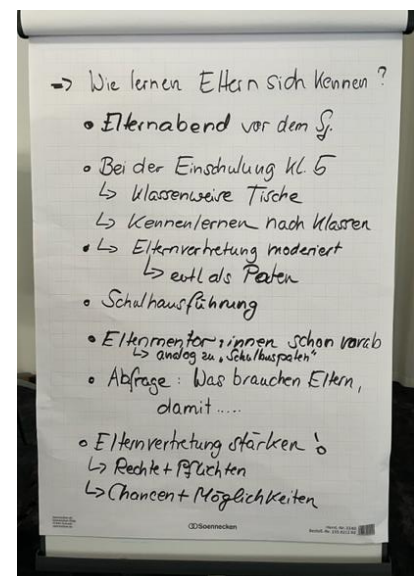 -> Wie lernen Eltern sich kennen?
• Elternabend vor dem Sj.
• Bei der Einschulung Kl. 5
↳ Klassenweise Tische
↳ Kennenlernen nach Klassen
• ↳ Elternvertretung moderiert
↳ evtl als Paten
• Schulhausführung
• Elternmentor:innen schon vorab
↳ analog zu „Schulbuspaten“
• Abfrage: Was brauchen Eltern,
damit.....
• Elternvertretung stärken!
↳ Rechte + Pflichten
↳ Chancen + Möglichkeiten
Soennecken